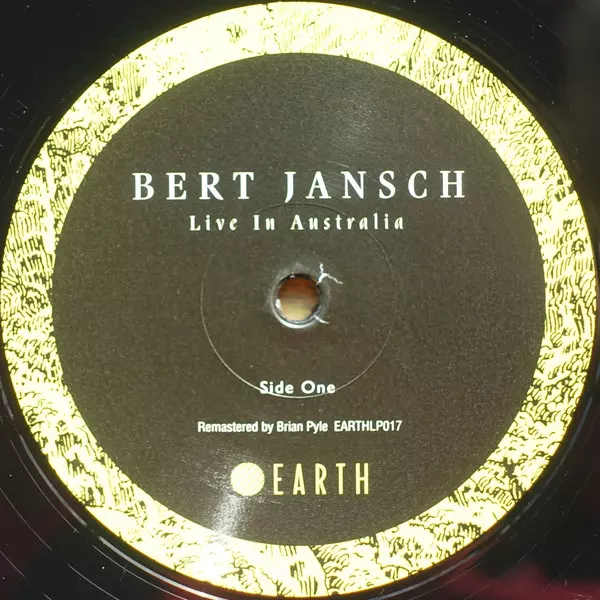 BERT JANSCH
Live In Australia
Side One
Remastered by Brian Pyle EARTHLP017
EARTH